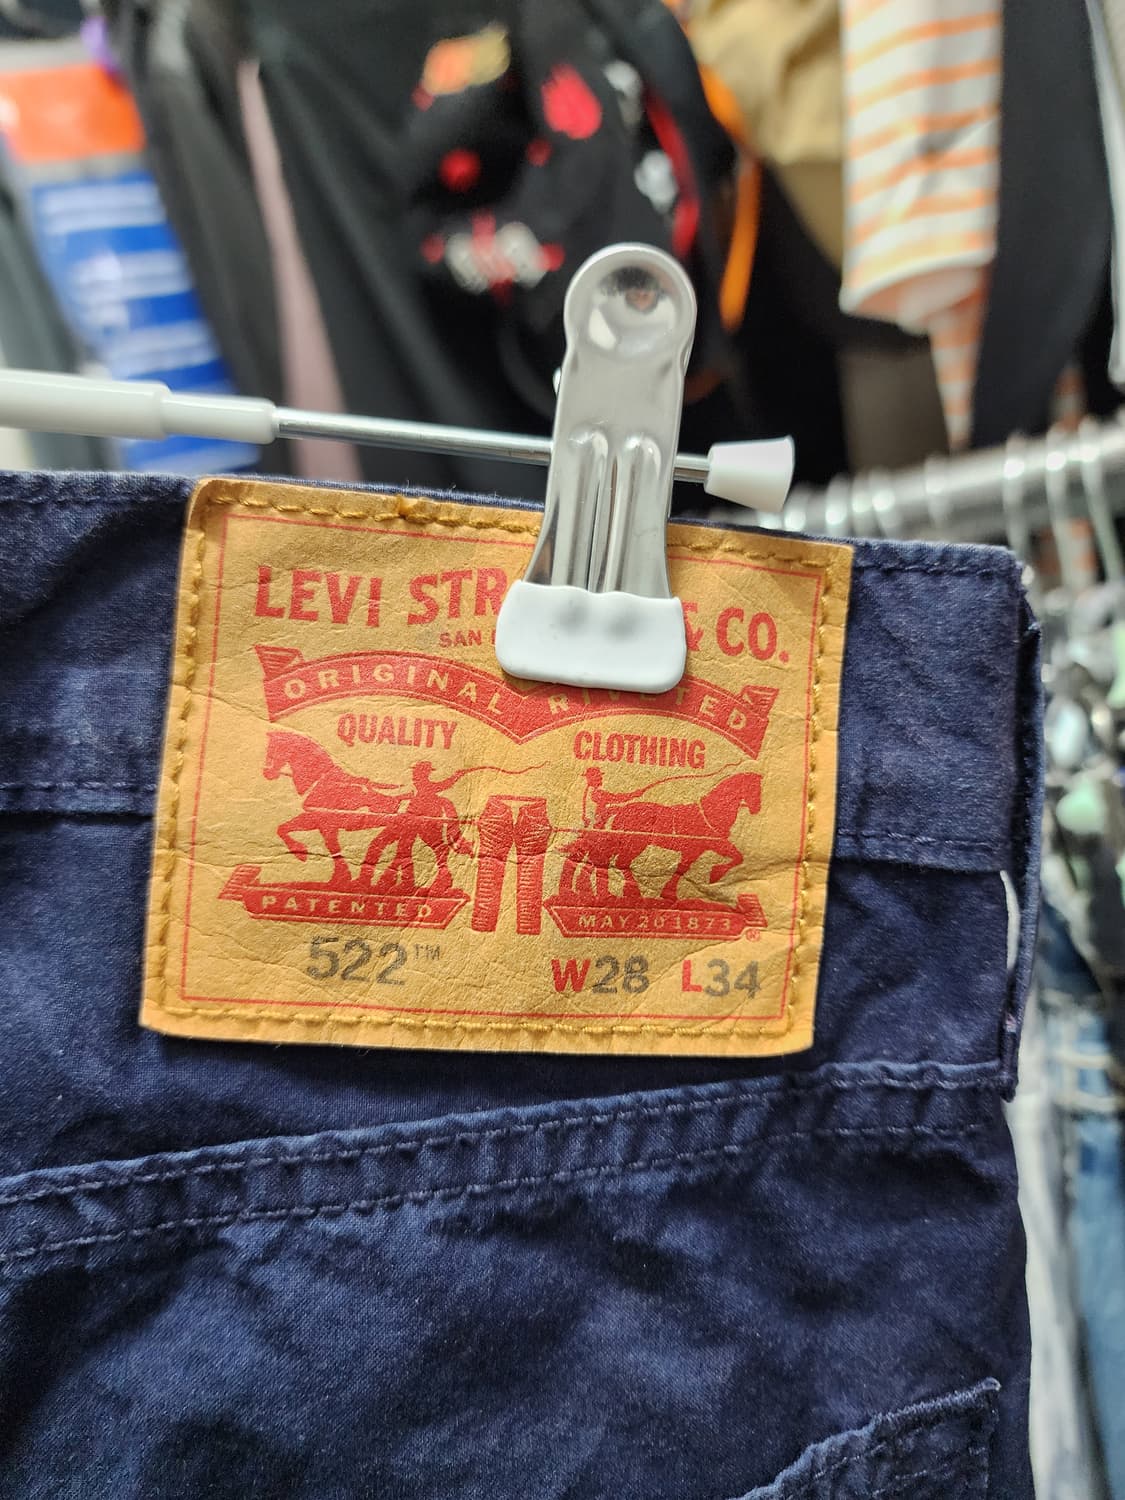 LEVI STR & CO.
SAN
ORIGINAL RIVETED
QUALITY CLOTHING
PATENTED MAY 20 1873 ®
522™ W28 L34